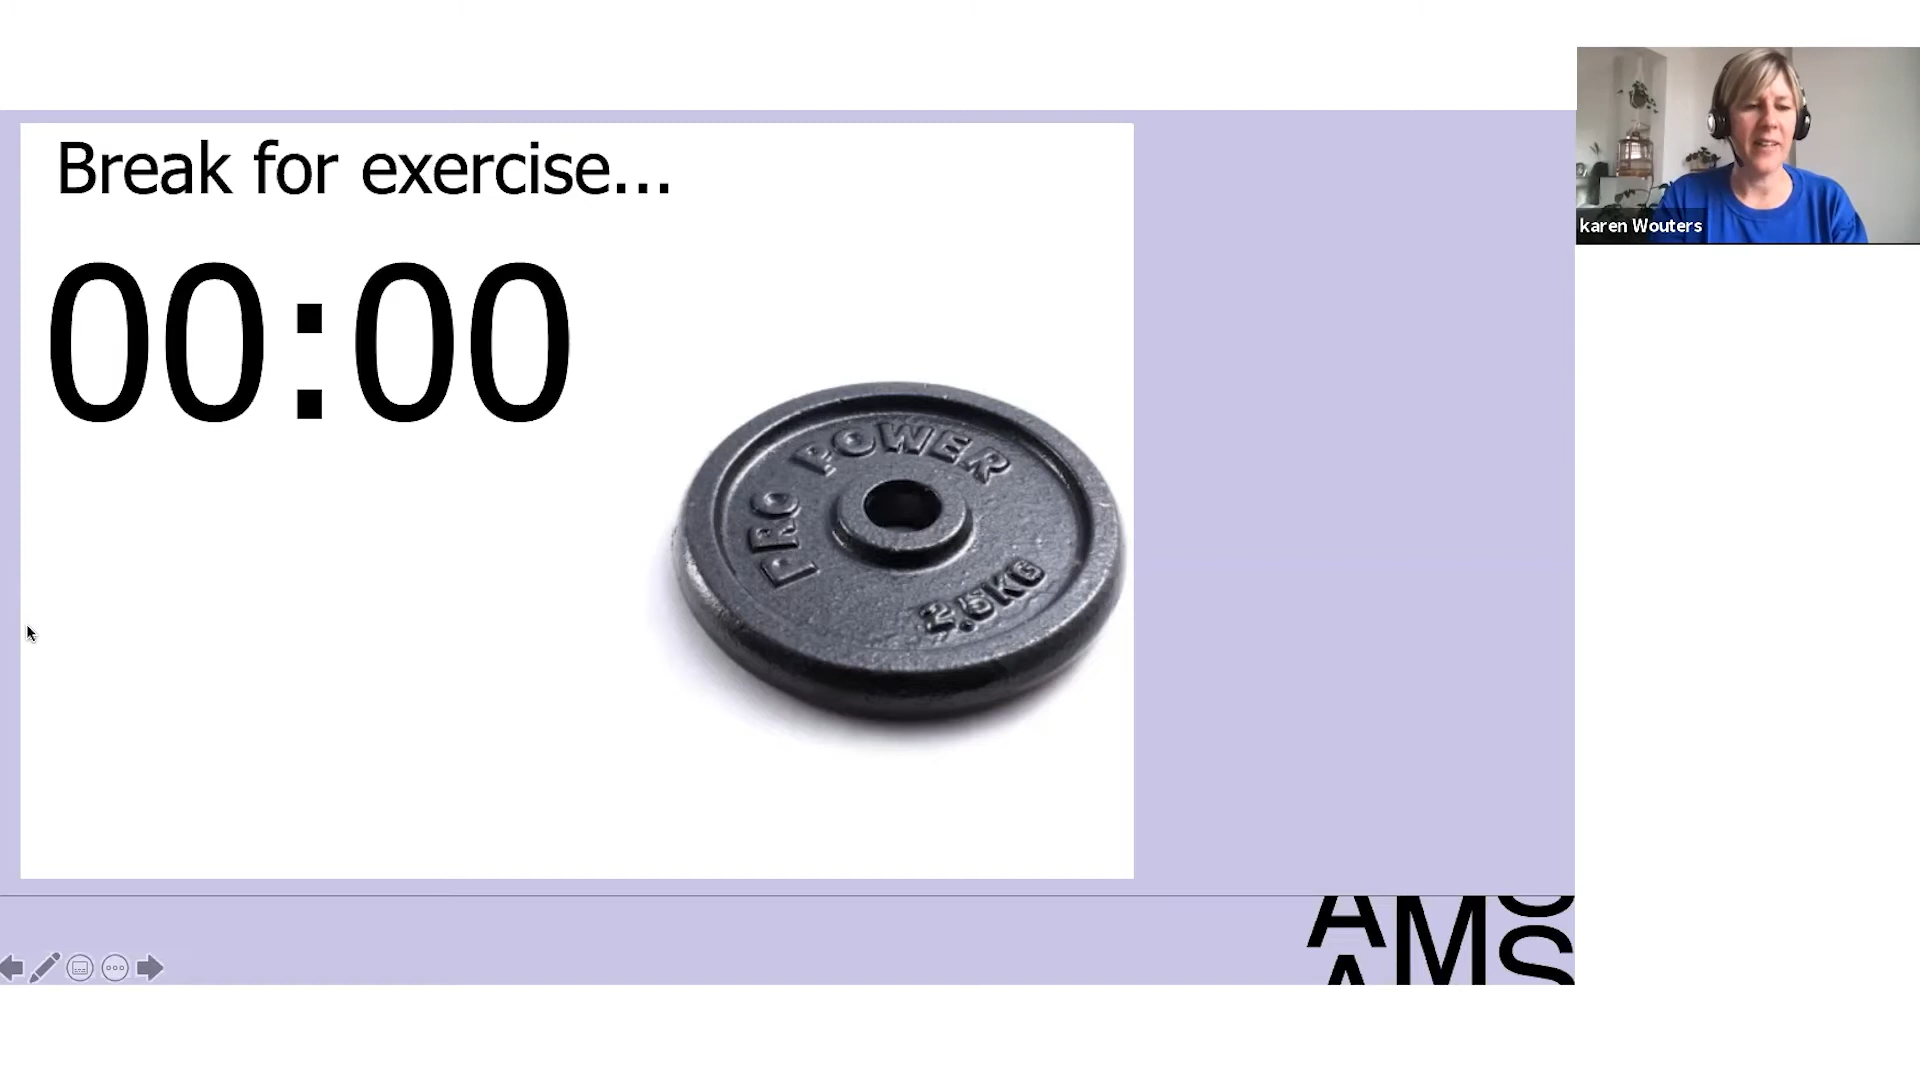 Break for exercise...
00:00
PRO POWER
2,5KG
karen Wouters
AMS